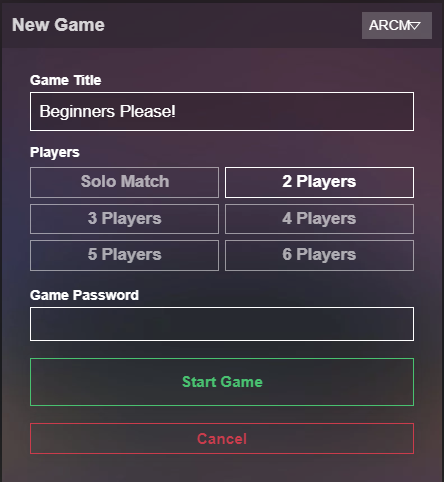 New Game ARCM
Game Title
Beginners Please!
Players
Solo Match 2 Players
3 Players 4 Players
5 Players 6 Players
Game Password
Start Game
Cancel